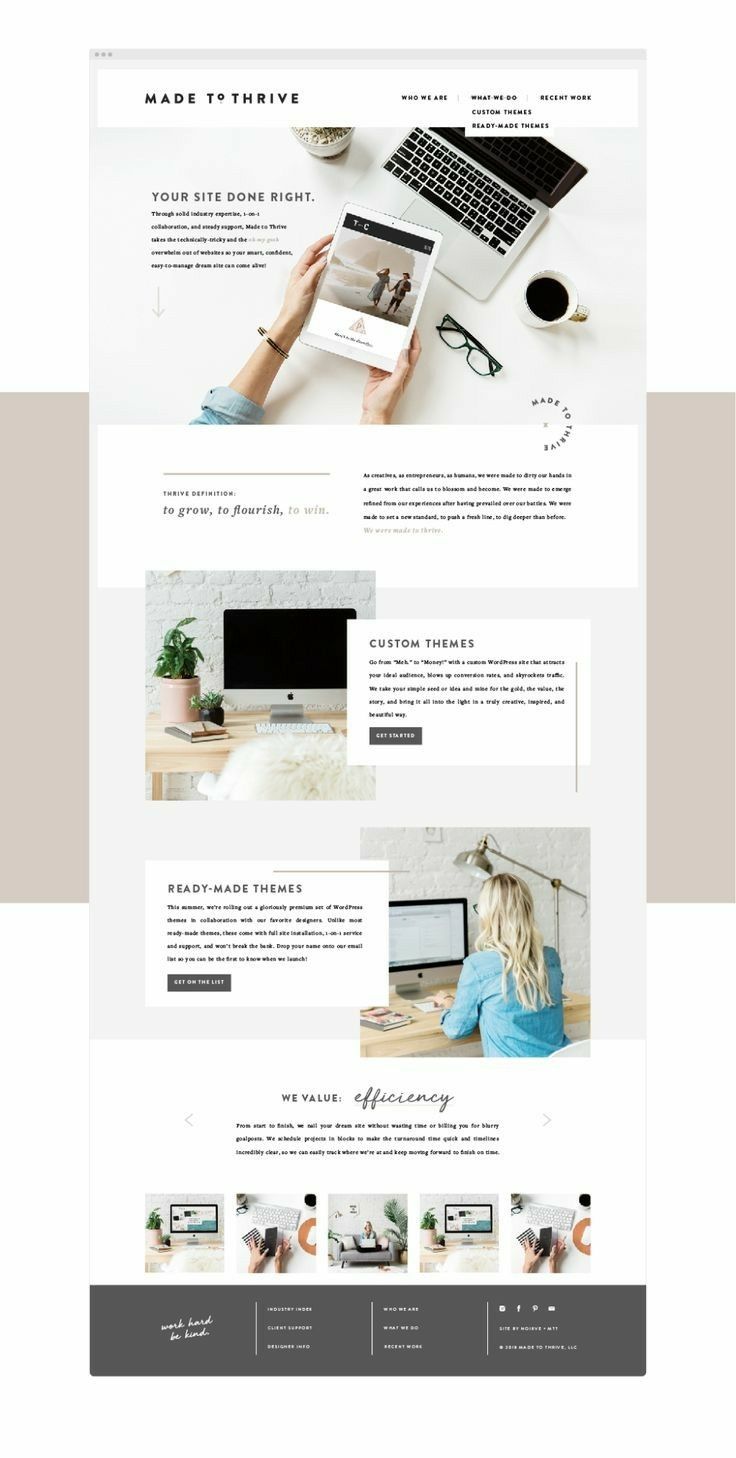 MADE TO THRIVE
WHO WE ARE | WHAT WE DO | RECENT WORK
CUSTOM THEMES
READY-MADE THEMES
YOUR SITE DONE RIGHT.
Through solid industry expertise, 1-on-1
collaboration, and steady support, Made to Thrive
takes the technically-tricky and the oh my gosh
overwhelm out of websites so your smart, confident,
easy-to-manage dream site can come alive!
T C
MADE TO THRIVE
x
THRIVE DEFINITION:
to grow, to flourish, to win.
As creatives, as entrepreneurs, as humans, we were made to dirty our hands in
a great work that calls us to blossom and become. We were made to emerge
refined from our experiences after having prevailed over our battles. We were
made to set a new standard, to push a fresh line, to dig deeper than before.
We were made to thrive.
CUSTOM THEMES
Go from "Meh." to "Money!" with a custom WordPress site that attracts
your ideal audience, blows up conversion rates, and skyrockets traffic.
We take your simple seed or idea and mine for the gold, the value, the
story, and bring it all into the light in a truly creative, inspired, and
beautiful way.
GET STARTED
READY-MADE THEMES
This summer, we're rolling out a gloriously premium set of WordPress
themes in collaboration with our favorite designers. Unlike most
ready-made themes, these come with full site installation, 1-on-1 service
and support, and won't break the bank. Drop your name onto our email
list so you can be the first to know when we launch!
GET ON THE LIST
WE VALUE: efficiency
From start to finish, we nail your dream site without wasting time or billing you for blurry
goalposts. We schedule projects in blocks to make the turnaround time quick and timelines
incredibly clear, so we can easily track where we're at and keep moving forward to finish on time.
work hard
be kind.
INDUSTRY INDEX
CLIENT SUPPORT
DESIGNER INFO
WHO WE ARE
WHAT WE DO
RECENT WORK
SITE BY NOIRVE + MTT
© 2018 MADE TO THRIVE, LLC